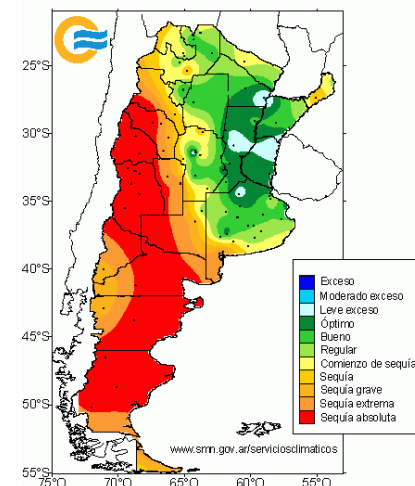 25°S
30°S
35°S
40°S
45°S
50°S
55°S
75°O
70°O
65°O
60°O
55°O
Exceso
Moderado exceso
Leve exceso
Óptimo
Bueno
Regular
Comienzo de sequía
Sequía
Sequía grave
Sequía extrema
Sequía absoluta
www.smn.gov.ar/serviciosclimaticos